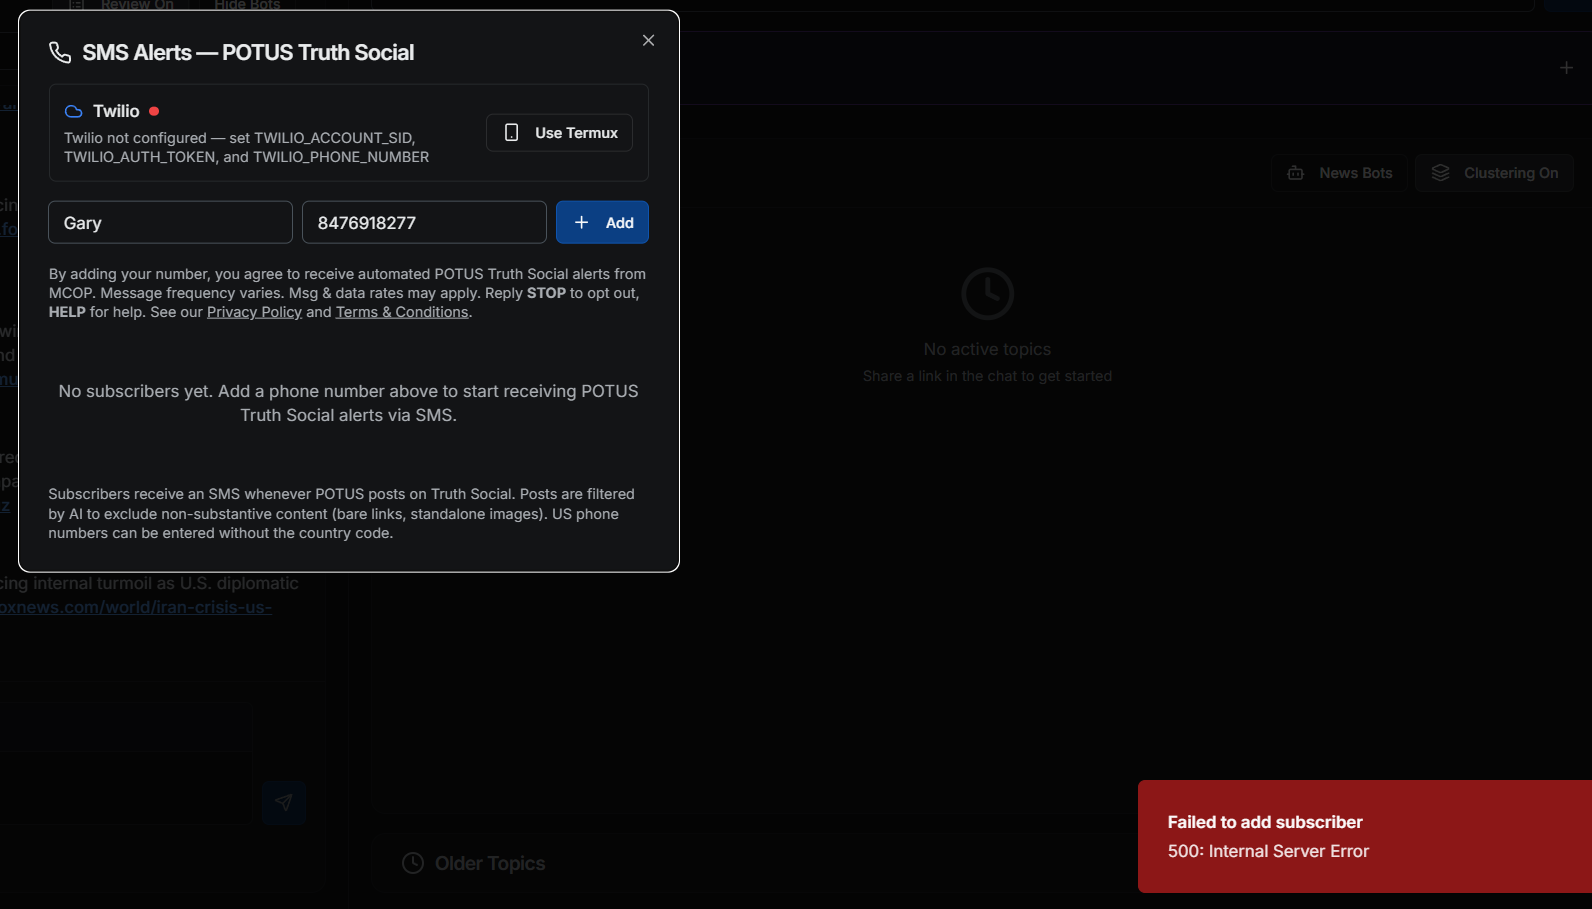 Review On
Hide Bots
SMS Alerts — POTUS Truth Social
Twilio
Twilio not configured — set TWILIO_ACCOUNT_SID,
TWILIO_AUTH_TOKEN, and TWILIO_PHONE_NUMBER
Use Termux
News Bots
Clustering On
Gary
8476918277
Add
By adding your number, you agree to receive automated POTUS Truth Social alerts from
MCOP. Message frequency varies. Msg & data rates may apply. Reply STOP to opt out,
HELP for help. See our Privacy Policy and Terms & Conditions.
No active topics
Share a link in the chat to get started
No subscribers yet. Add a phone number above to start receiving POTUS
Truth Social alerts via SMS.
Subscribers receive an SMS whenever POTUS posts on Truth Social. Posts are filtered
by AI to exclude non-substantive content (bare links, standalone images). US phone
numbers can be entered without the country code.
cing internal turmoil as U.S. diplomatic
oxnews.com/world/iran-crisis-us-
Older Topics
Failed to add subscriber
500: Internal Server Error